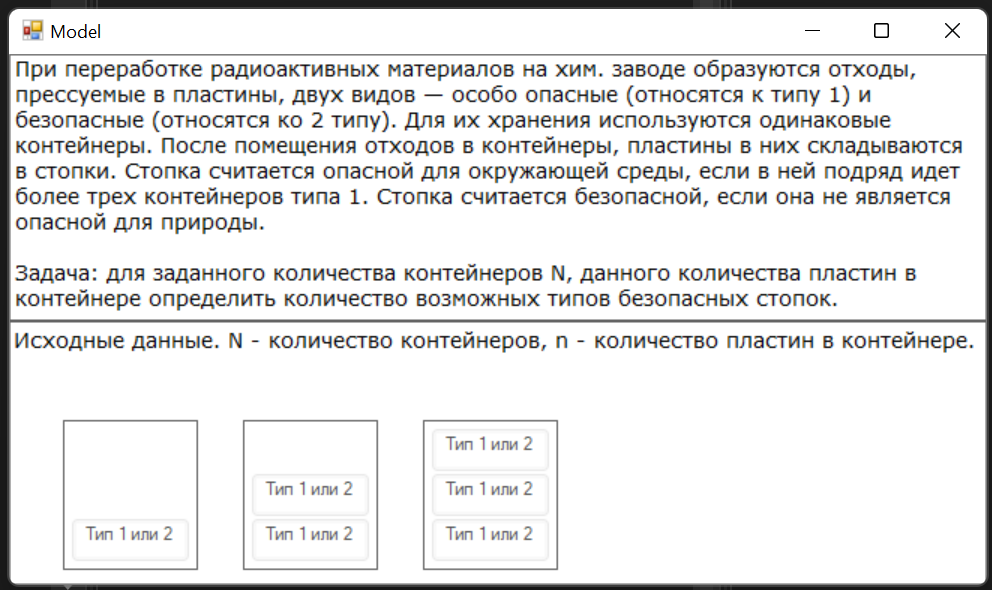 Model
При переработке радиоактивных материалов на хим. заводе образуются отходы,
прессуемые в пластины, двух видов — особо опасные (относятся к типу 1) и
безопасные (относятся ко 2 типу). Для их хранения используются одинаковые
контейнеры. После помещения отходов в контейнеры, пластины в них складываются
в стопки. Стопка считается опасной для окружающей среды, если в ней подряд идет
более трех контейнеров типа 1. Стопка считается безопасной, если она не является
опасной для природы.
Задача: для заданного количества контейнеров N, данного количества пластин в
контейнере определить количество возможных типов безопасных стопок.
Исходные данные. N - количество контейнеров, n - количество пластин в контейнере.
Тип 1 или 2
Тип 1 или 2
Тип 1 или 2
Тип 1 или 2
Тип 1 или 2
Тип 1 или 2